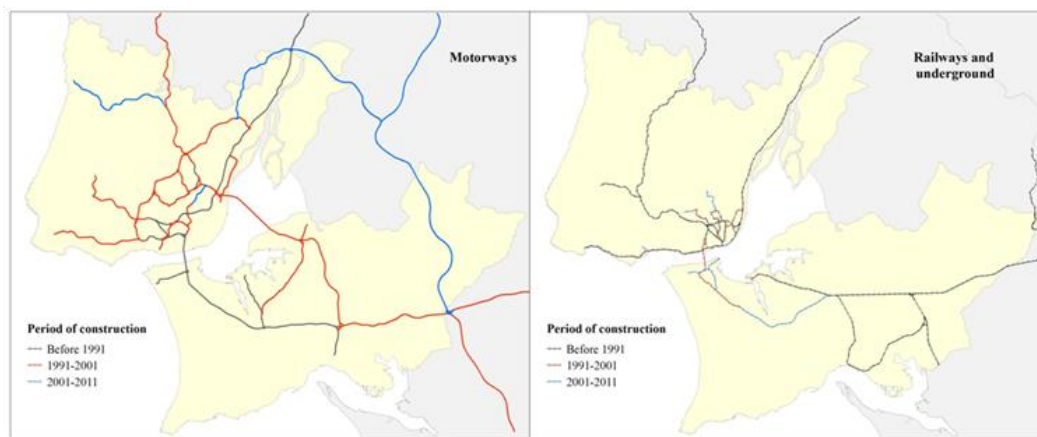 Motorways
Period of construction
Before 1991
1991-2001
2001-2011
Railways and
underground
Period of construction
Before 1991
1991-2001
2001-2011